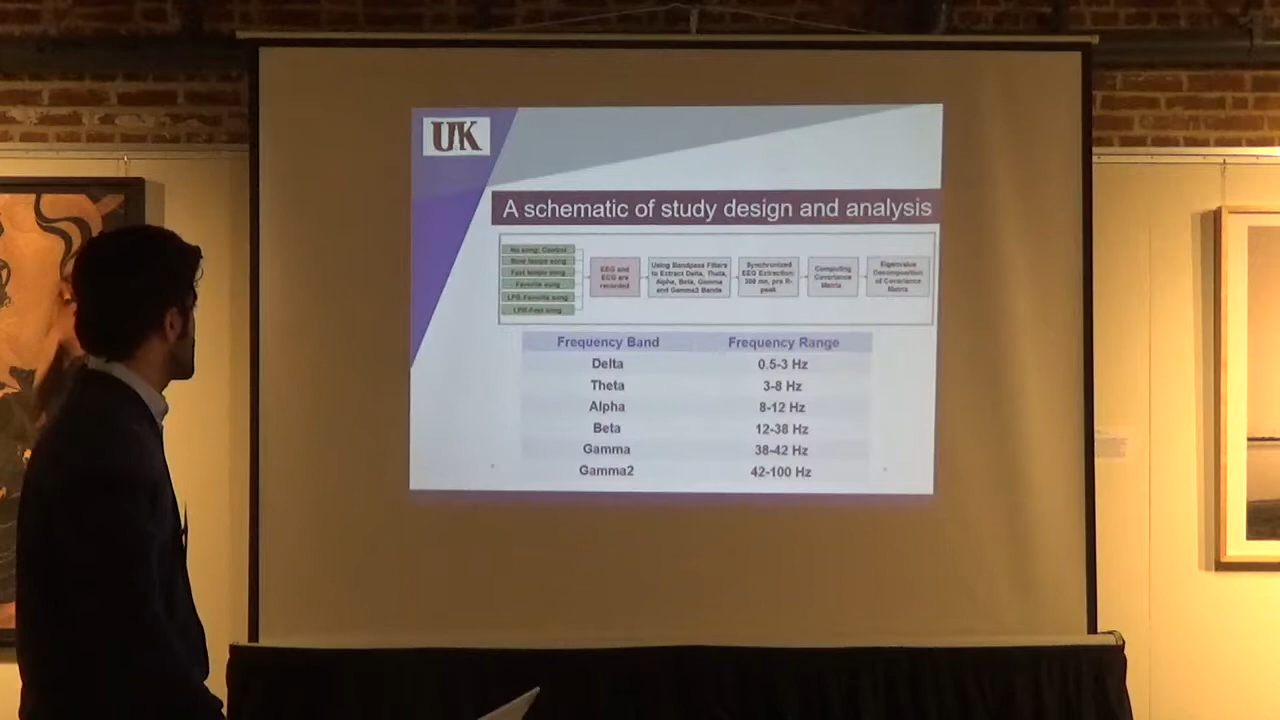 UK
A schematic of study design and analysis
No song: Control
Slow tempo song
Fast tempo song
Favorite song
LPR-Favorite song
LPR-Fast song
EEG and
ECG are
recorded
Using Bandpass Filters
to Extract Delta, Theta,
Alpha, Beta, Gamma
and Gamma2 Bands
Synchronized
EEG Extraction:
300 ms, pre R-
peak
Computing
Covariance
Matrix
Eigenvalue
Decomposition
of Covariance
Matrix
Frequency Band Frequency Range
Delta 0.5-3 Hz
Theta 3-8 Hz
Alpha 8-12 Hz
Beta 12-38 Hz
Gamma 38-42 Hz
Gamma2 42-100 Hz